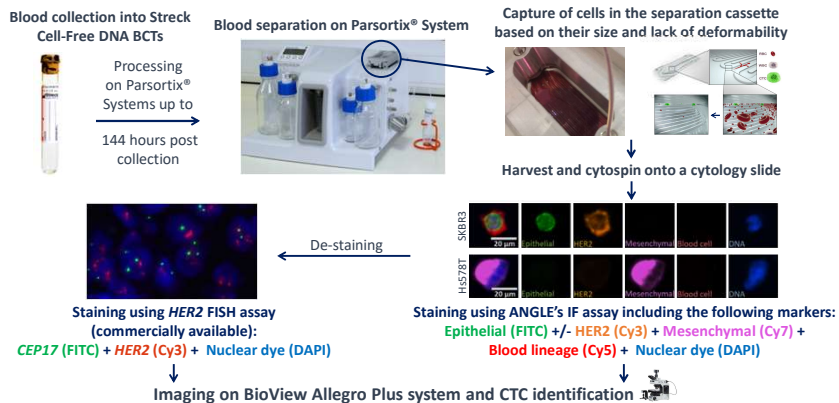 Blood collection into Streck
Cell-Free DNA BCTs
Processing
on Parsortix®
Systems up to
144 hours post
collection
Blood separation on Parsortix® System
Capture of cells in the separation cassette
based on their size and lack of deformability
RBC
WBC
CTC
Harvest and cytospin onto a cytology slide
SKBR3
20 µm
Epithelial
HER2
Mesenchymal
Blood cell
DNA
Hs578T
20 µm
Epithelial
HER2
Mesenchymal
Blood cell
DNA
De-staining
Staining using HER2 FISH assay
(commercially available):
CEP17 (FITC) + HER2 (Cy3) + Nuclear dye (DAPI)
Staining using ANGLE's IF assay including the following markers:
Epithelial (FITC) +/- HER2 (Cy3) + Mesenchymal (Cy7) +
Blood lineage (Cy5) + Nuclear dye (DAPI)
Imaging on BioView Allegro Plus system and CTC identification